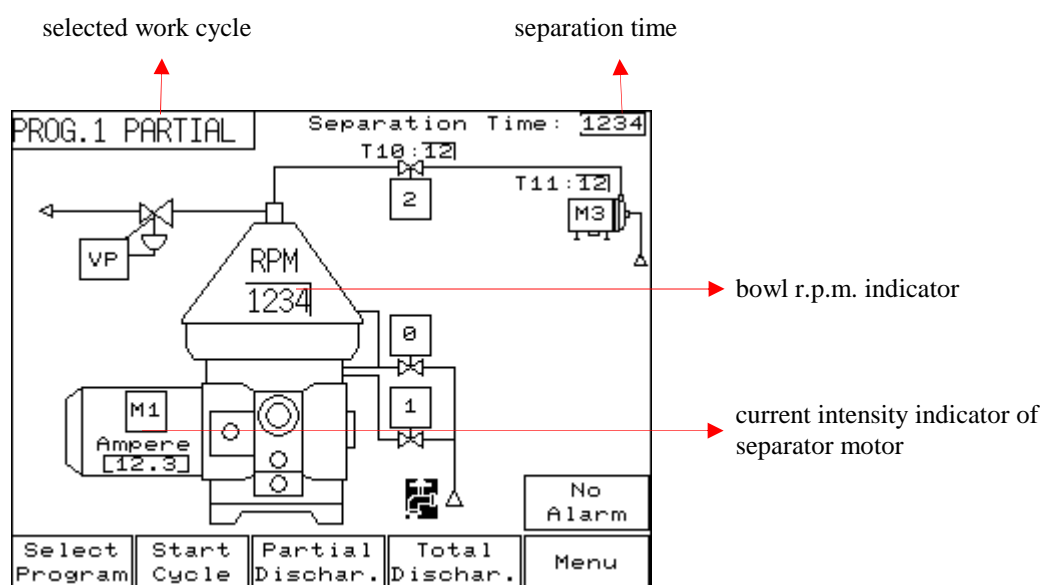 selected work cycle
separation time
PROG.1 PARTIAL
Separation Time: 1234
T10:12
2
T11:12
M3
VP
RPM
1234
bowl r.p.m. indicator
0
M1
1
current intensity indicator of
separator motor
Ampere
[12.3]
No
Alarm
Select
Program
Start
Cycle
Partial
Dischar.
Total
Dischar.
Menu